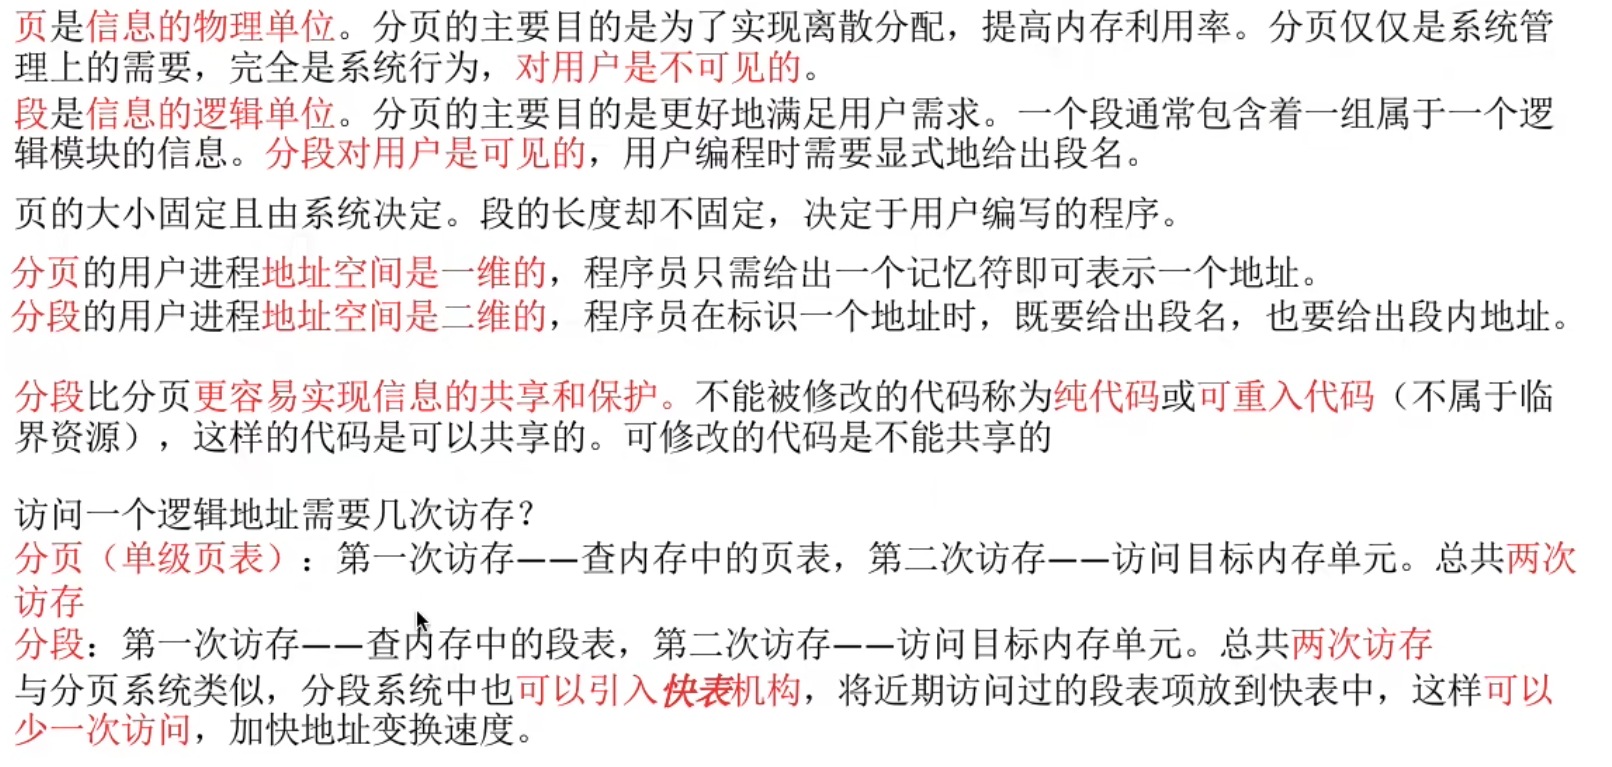 页是信息的物理单位。分页的主要目的是为了实现离散分配，提高内存利用率。分页仅仅是系统管
理上的需要，完全是系统行为，对用户是不可见的。
段是信息的逻辑单位。分页的主要目的是更好地满足用户需求。一个段通常包含着一组属于一个逻
辑模块的信息。分段对用户是可见的，用户编程时需要显式地给出段名。
页的大小固定且由系统决定。段的长度却不固定，决定于用户编写的程序。
分页的用户进程地址空间是一维的，程序员只需给出一个记忆符即可表示一个地址。
分段的用户进程地址空间是二维的，程序员在标识一个地址时，既要给出段名，也要给出段内地址。
分段比分页更容易实现信息的共享和保护。不能被修改的代码称为纯代码或可重入代码（不属于临
界资源），这样的代码是可以共享的。可修改的代码是不能共享的
访问一个逻辑地址需要几次访存？
分页（单级页表）：第一次访存——查内存中的页表，第二次访存——访问目标内存单元。总共两次
访存
分段：第一次访存——查内存中的段表，第二次访存——访问目标内存单元。总共两次访存
与分页系统类似，分段系统中也可以引入快表机构，将近期访问过的段表项放到快表中，这样可以
少一次访问，加快地址变换速度。